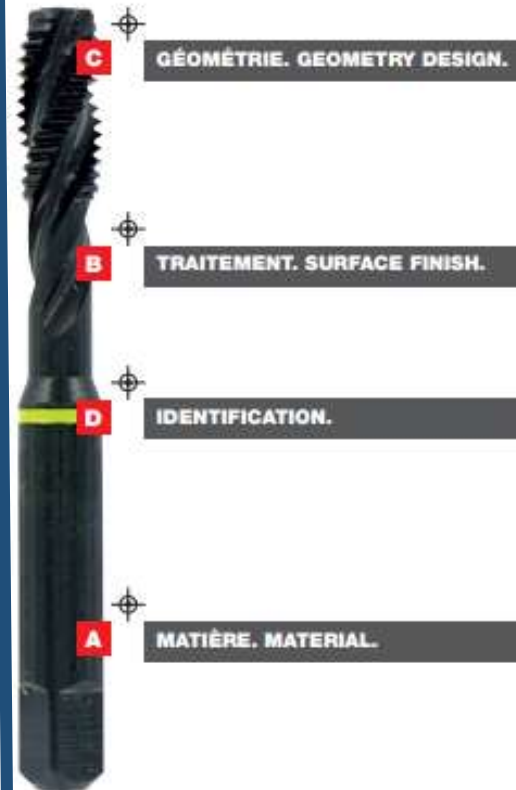 C
GÉOMÉTRIE. GEOMETRY DESIGN.
B
TRAITEMENT. SURFACE FINISH.
D
IDENTIFICATION.
A
MATIÈRE. MATERIAL.